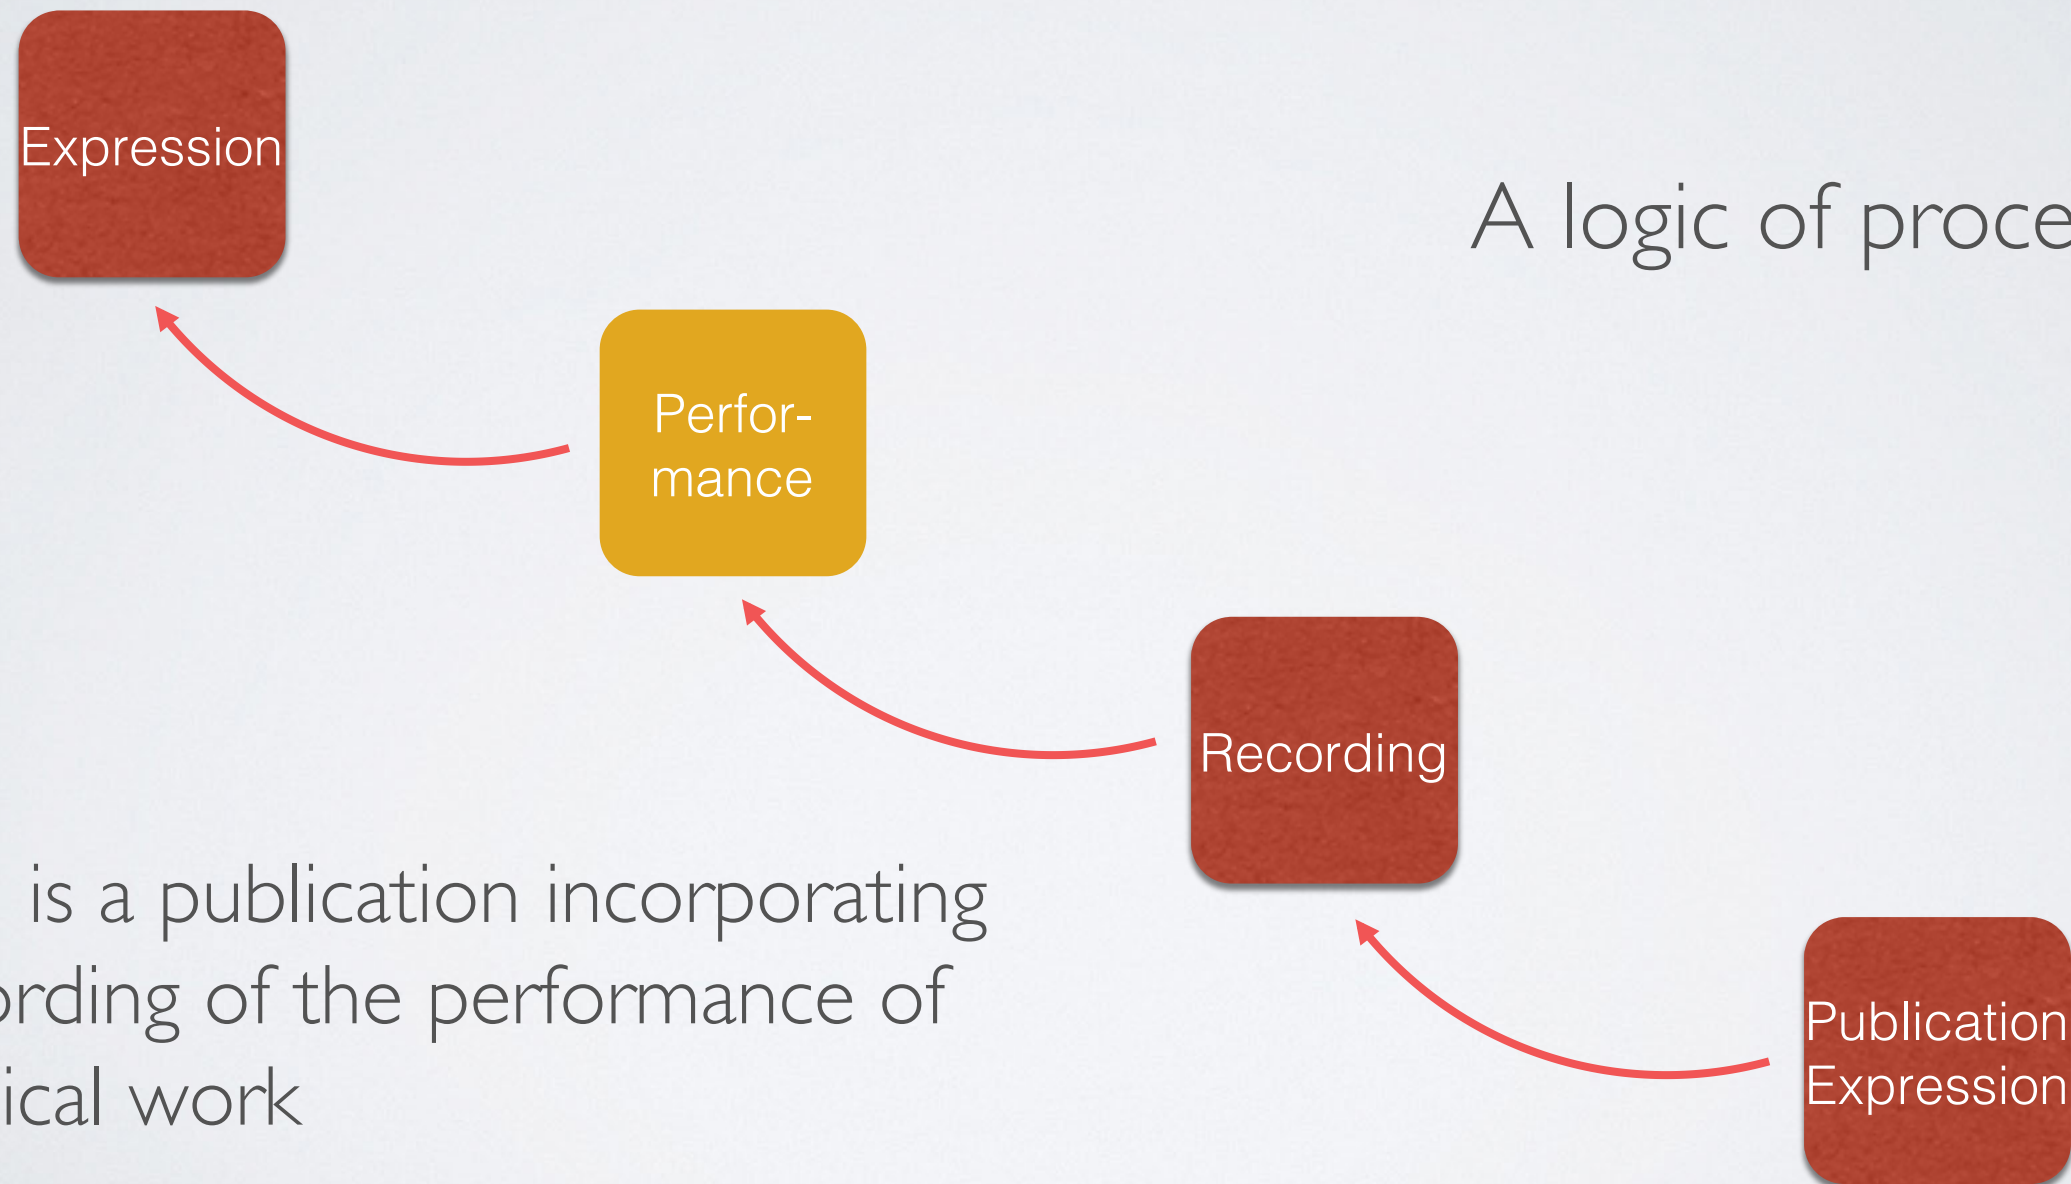 Expression
A logic of proce
Perfor-
mance
Recording
is a publication incorporating
ording of the performance of
ical work
Publication
Expression